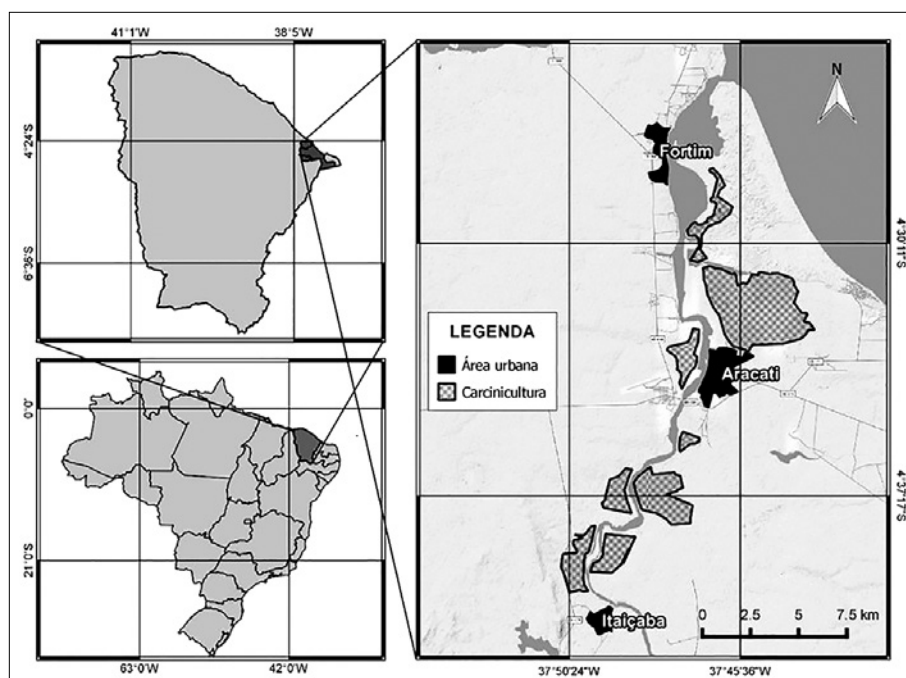 41°1'W
38°5'W
4°24'S
6°36'S
0°0'
21°0'S
63°0'W
42°0'W
N
Fortim
4°30'11"S
LEGENDA
Área urbana
Carcinicultura
Aracati
4°37'17"S
Itaiçaba
0 2.5 5 7.5 km
37°50'24"W
37°45'36"W